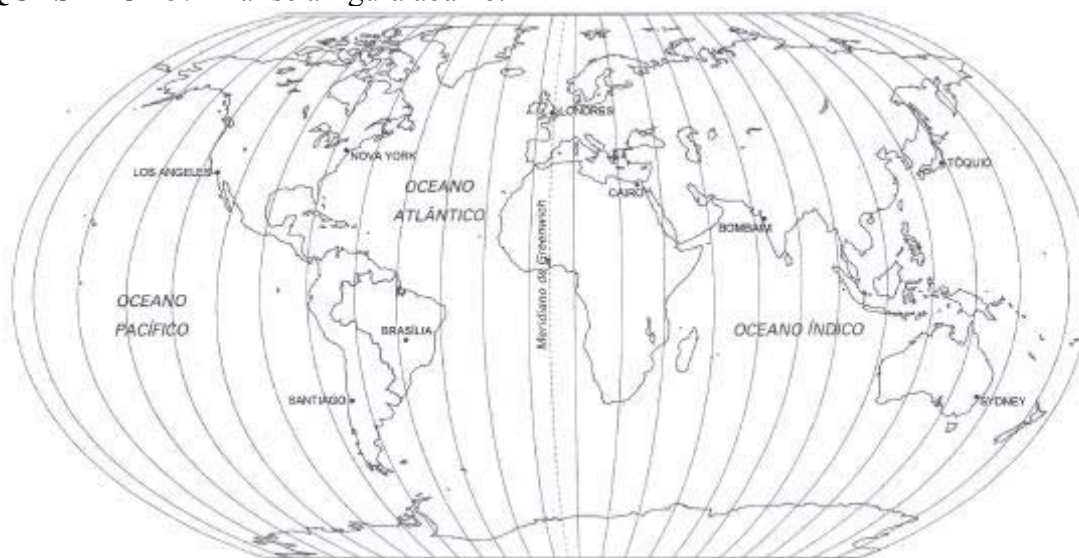 LONDRES
NOVA YORK
LOS ANGELES
TÓQUIO
OCEANO
ATLÂNTICO
CAIRO
BOMBAIM
Meridiano de Greenwich
OCEANO
PACÍFICO
BRASÍLIA
OCEANO ÍNDICO
SANTIAGO
SYDNEY